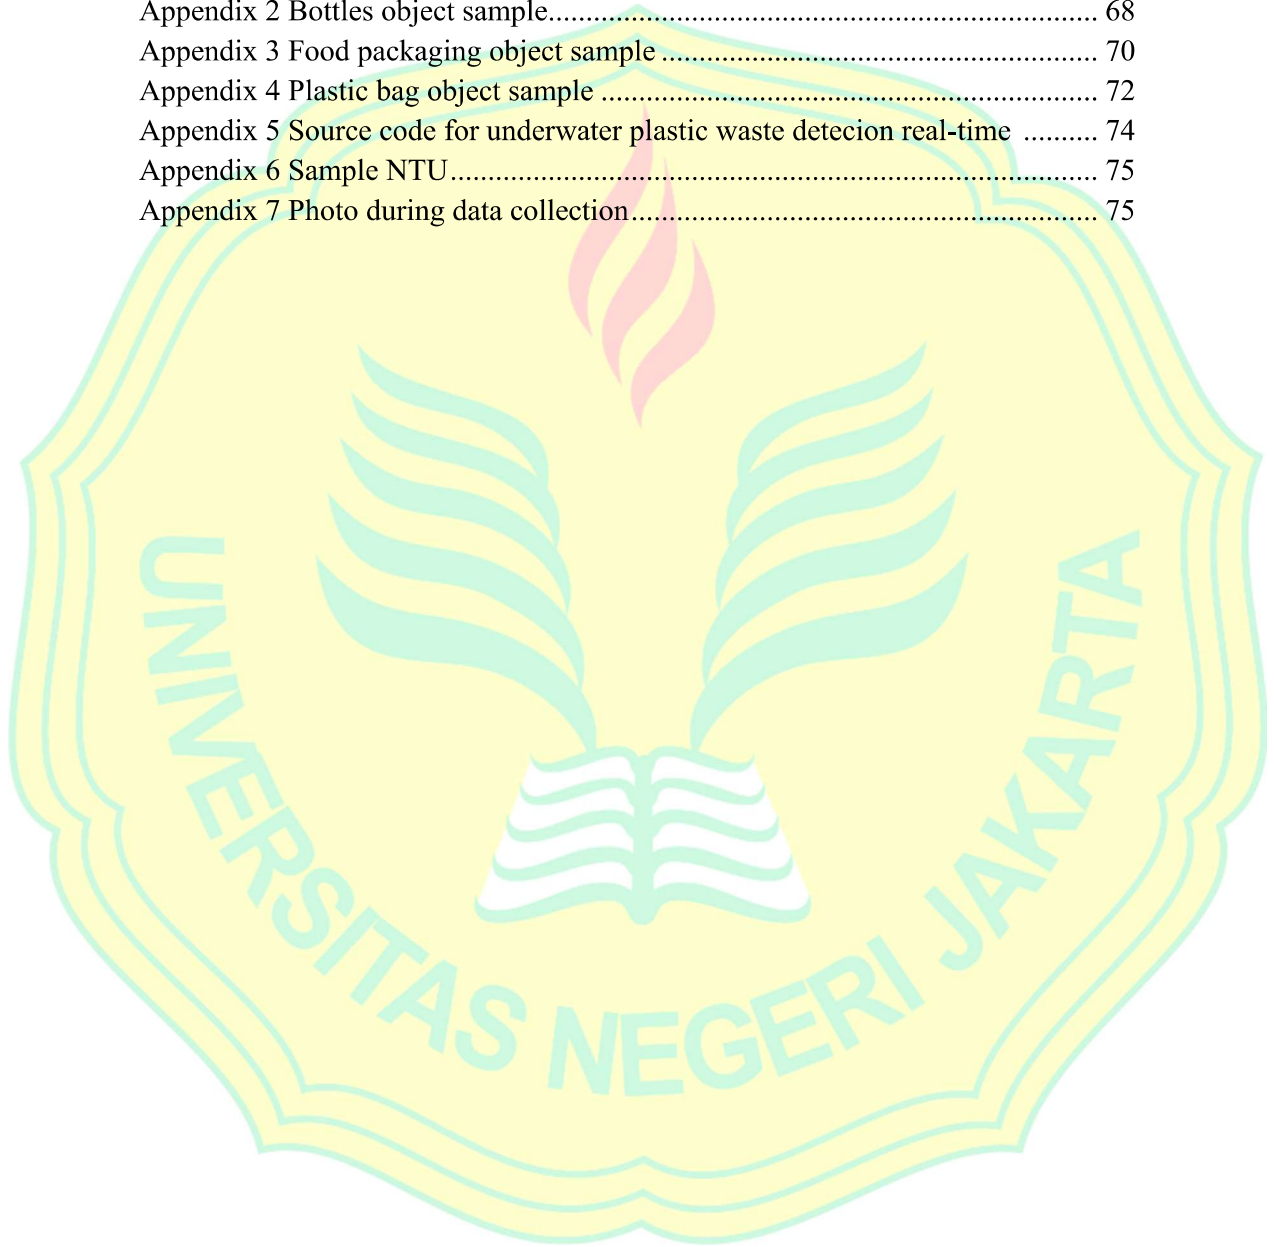 Appendix 2 Bottles object sample.......................................................................... 68
Appendix 3 Food packaging object sample ........................................................... 70
Appendix 4 Plastic bag object sample ................................................................... 72
Appendix 5 Source code for underwater plastic waste detecion real-time .......... 74
Appendix 6 Sample NTU....................................................................................... 75
Appendix 7 Photo during data collection............................................................... 75
UNIVERSITAS NEGERI JAKARTA